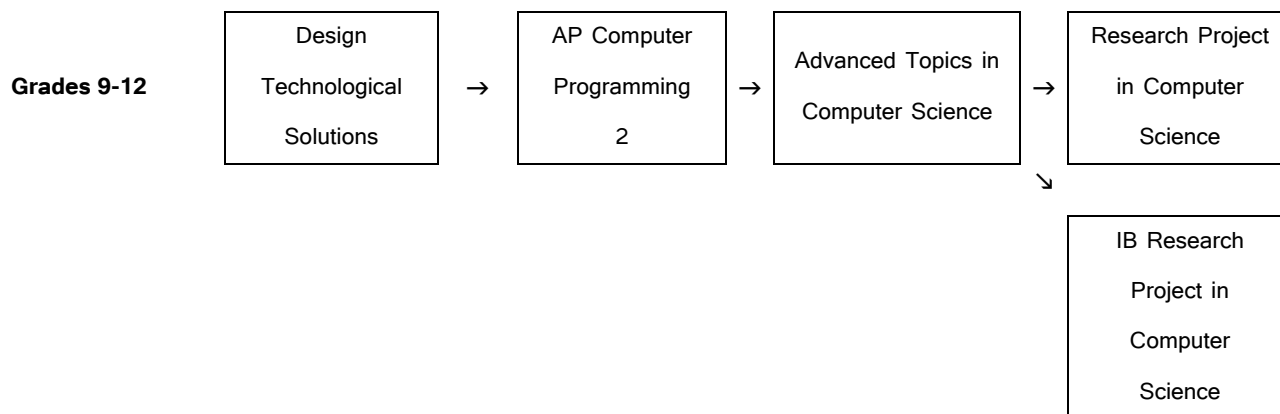 Grades 9-12
Design
Technological
Solutions
→
AP Computer
Programming
2
→
Advanced Topics in
Computer Science
→
Research Project
in Computer
Science
↘
IB Research
Project in
Computer
Science